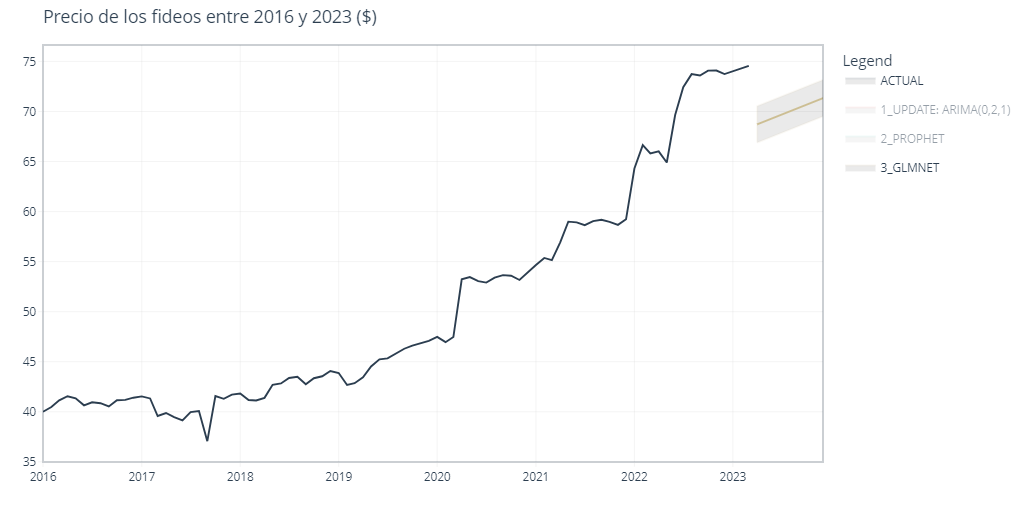 Precio de los fideos entre 2016 y 2023 ($)
75
70
65
60
55
50
45
40
35
2016 2017 2018 2019 2020 2021 2022 2023
Legend
ACTUAL
1_UPDATE: ARIMA(0,2,1)
2_PROPHET
3_GLMNET